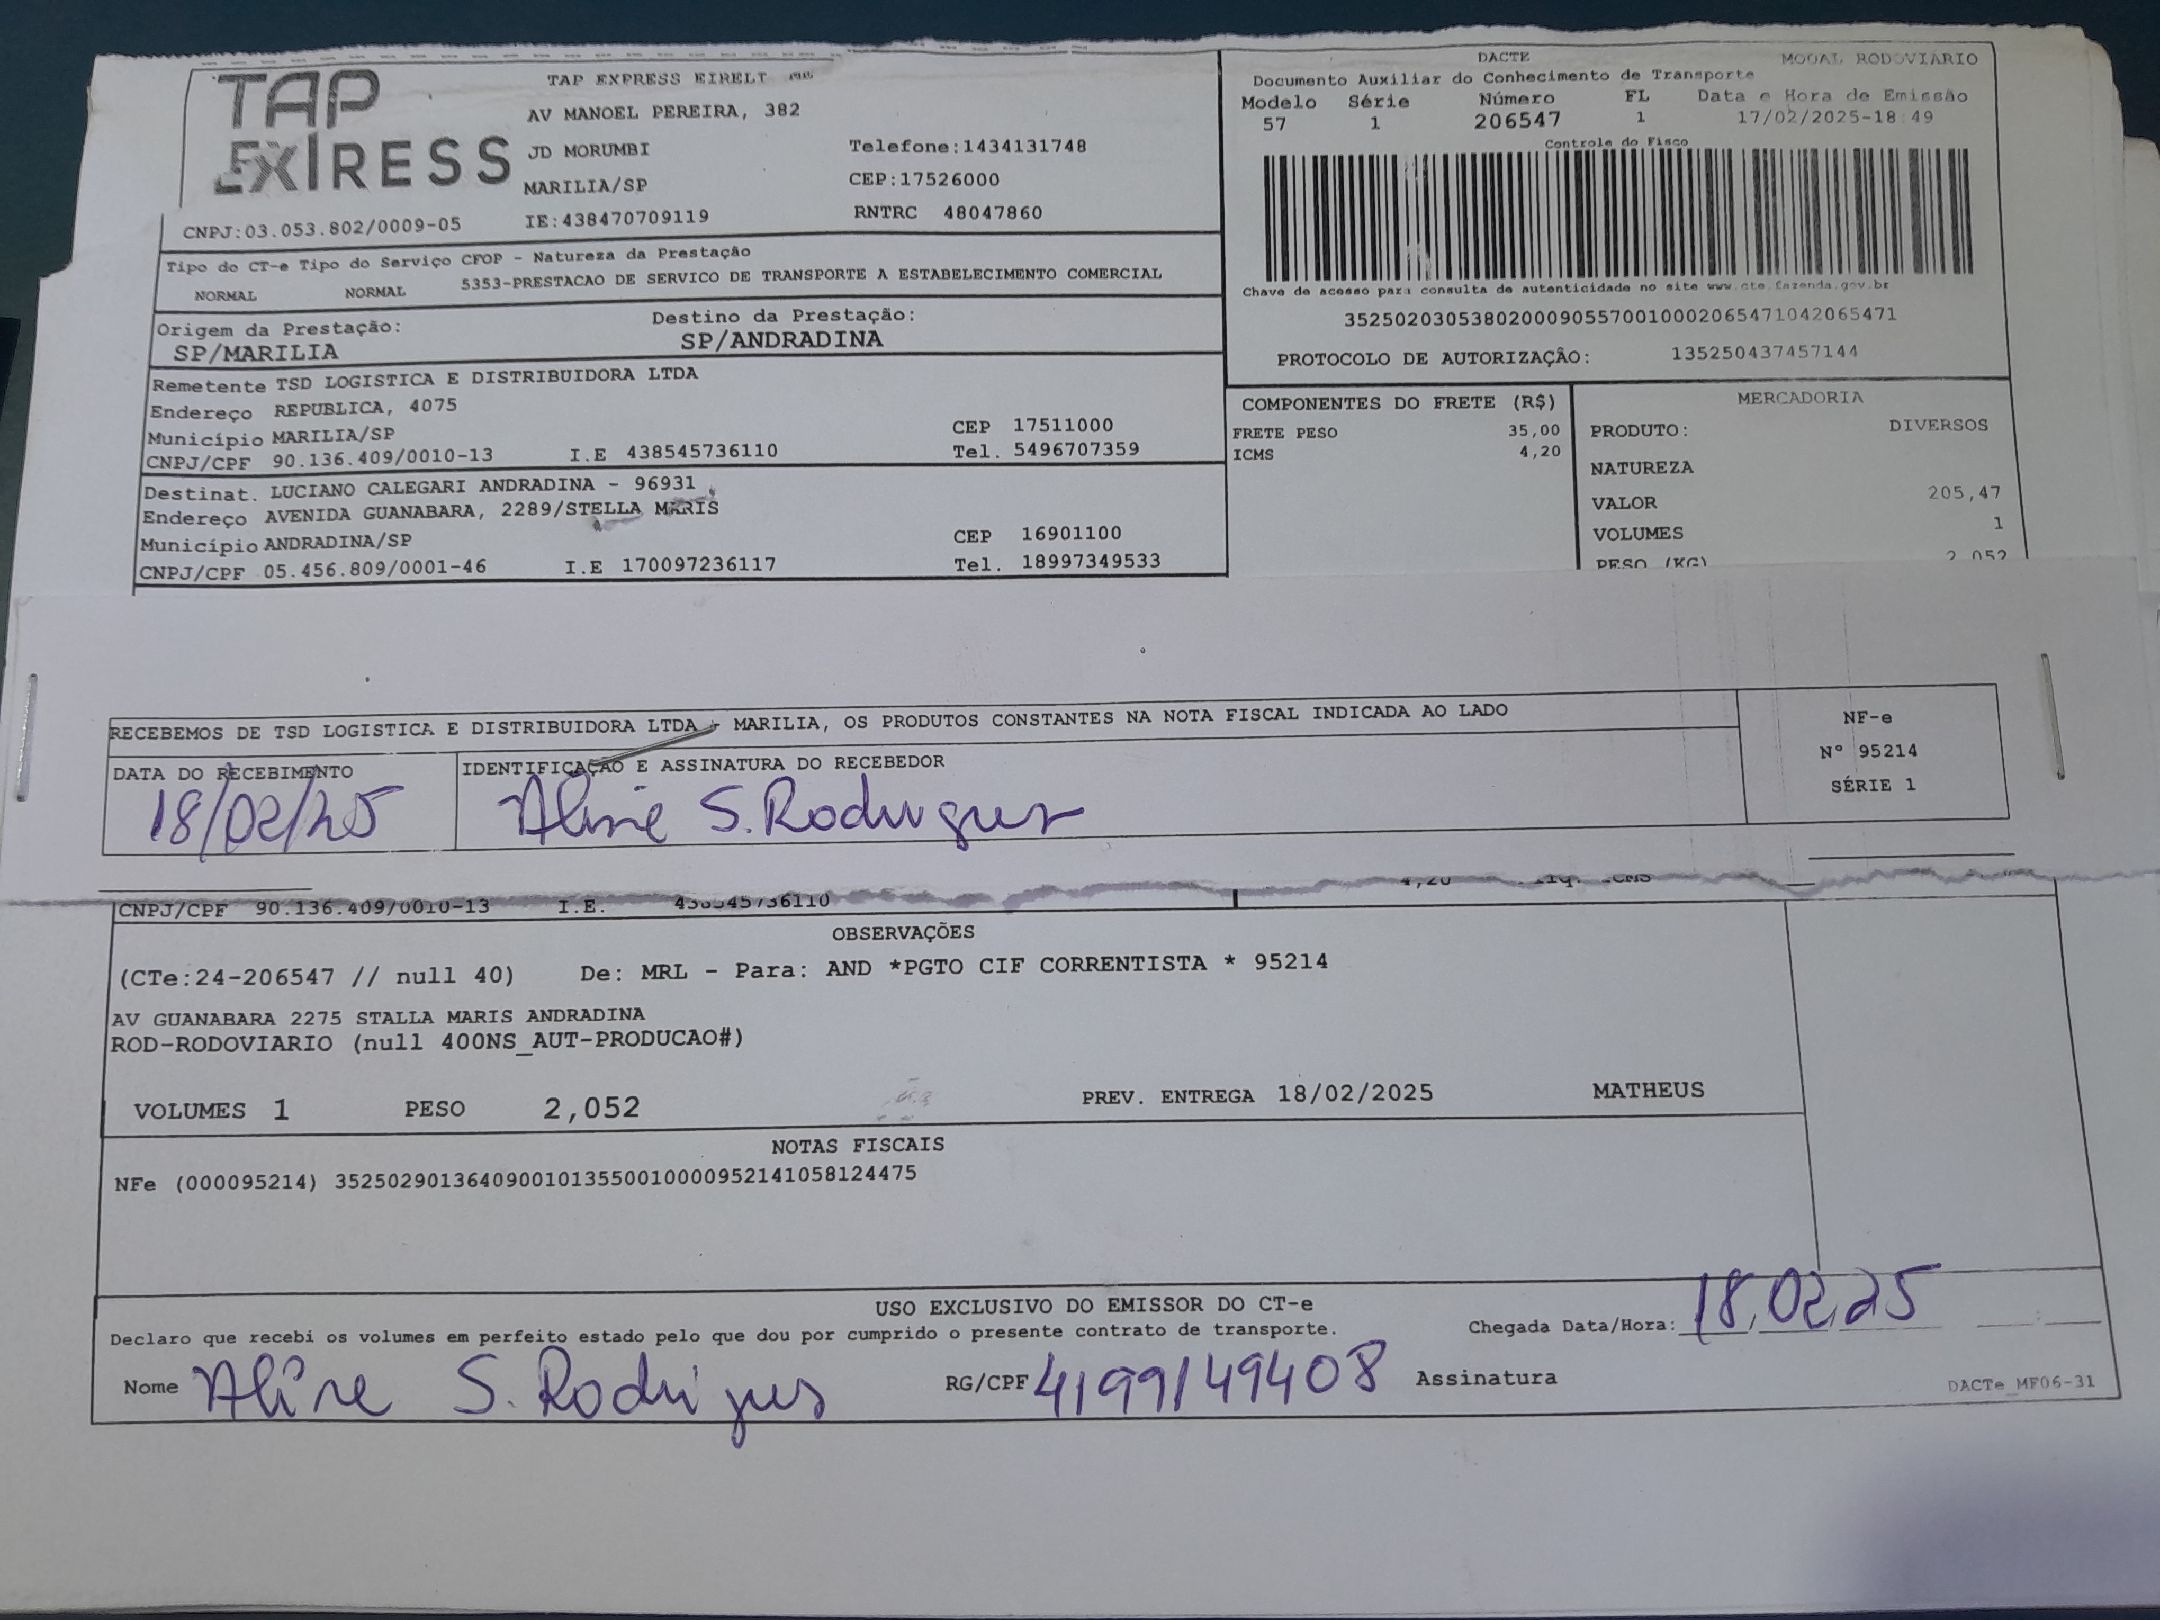 TAP
EXPRESS
TAP EXPRESS EIRELI ME
AV MANOEL PEREIRA, 382
JD MORUMBI
Telefone:1434131748
MARILIA/SP
CEP:17526000
CNPJ:03.053.802/0009-05
IE:438470709119
RNTRC 48047860
DACTE
MODAL RODOVIÁRIO
Documento Auxiliar do Conhecimento de Transporte
Modelo Série Número FL Data e Hora de Emissão
57 1 206547 1 17/02/2025-18:49
Controle do Fisco
Chave de acesso para consulta de autenticidade no site www.cte.fazenda.gov.br
35250203053802000905570010002065471042065471
PROTOCOLO DE AUTORIZAÇÃO: 135250437457144
Tipo do CT-e Tipo do Serviço CFOP - Natureza da Prestação
NORMAL NORMAL 5353-PRESTACAO DE SERVICO DE TRANSPORTE A ESTABELECIMENTO COMERCIAL
Origem da Prestação: Destino da Prestação:
SP/MARILIA SP/ANDRADINA
Remetente TSD LOGISTICA E DISTRIBUIDORA LTDA
Endereço REPUBLICA, 4075
Município MARILIA/SP CEP 17511000
CNPJ/CPF 90.136.409/0010-13 I.E 438545736110 Tel. 5496707359
Destinat. LUCIANO CALEGARI ANDRADINA - 96931
Endereço AVENIDA GUANABARA, 2289/STELLA MARIS
Município ANDRADINA/SP CEP 16901100
CNPJ/CPF 05.456.809/0001-46 I.E 170097236117 Tel. 18997349533
COMPONENTES DO FRETE (R$)
FRETE PESO 35,00
ICMS 4,20
MERCADORIA
PRODUTO: DIVERSOS
NATUREZA
VALOR 205,47
VOLUMES 1
PESO (KG) 2,052
RECEBEMOS DE TSD LOGISTICA E DISTRIBUIDORA LTDA - MARILIA, OS PRODUTOS CONSTANTES NA NOTA FISCAL INDICADA AO LADO
DATA DO RECEBIMENTO
18/02/25
IDENTIFICAÇÃO E ASSINATURA DO RECEBEDOR
Aline S. Rodrigues
NF-e
N° 95214
SÉRIE 1
4,20
CNPJ/CPF 90.136.409/0010-13 I.E. 438545736110
OBSERVAÇÕES
(CTe:24-206547 // null 40) De: MRL - Para: AND *PGTO CIF CORRENTISTA * 95214
AV GUANABARA 2275 STALLA MARIS ANDRADINA
ROD-RODOVIARIO (null 400NS_AUT-PRODUCAO#)
VOLUMES 1 PESO 2,052 PREV. ENTREGA 18/02/2025 MATHEUS
NOTAS FISCAIS
NFe (000095214) 35250290136409001013550010000952141058124475
USO EXCLUSIVO DO EMISSOR DO CT-e
Declaro que recebi os volumes em perfeito estado pelo que dou por cumprido o presente contrato de transporte.
Chegada Data/Hora: 18,02,25
Nome Aline S. Rodrigues RG/CPF 4199149408 Assinatura
DACTe_MF06-31